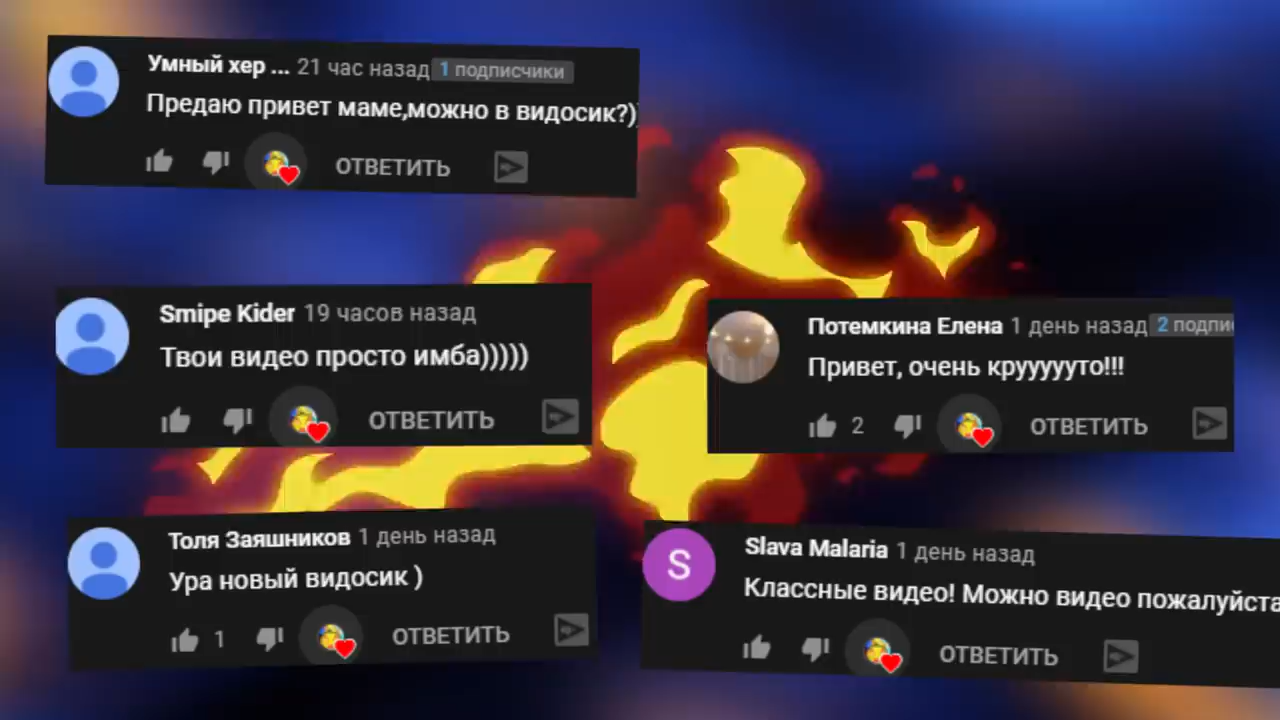 Умный хер ... 21 час назад 1 подписчики
Предаю привет маме,можно в видосик?)
ОТВЕТИТЬ
Smipe Kider 19 часов назад
Твои видео просто имба)))))
ОТВЕТИТЬ
Потемкина Елена 1 день назад 2 подпи
Привет, очень крууууууто!!!
2 ОТВЕТИТЬ
Толя Заяшников 1 день назад
Ура новый видосик )
1 ОТВЕТИТЬ
S
Slava Malaria 1 день назад
Классные видео! Можно видео пожалуйста
ОТВЕТИТЬ